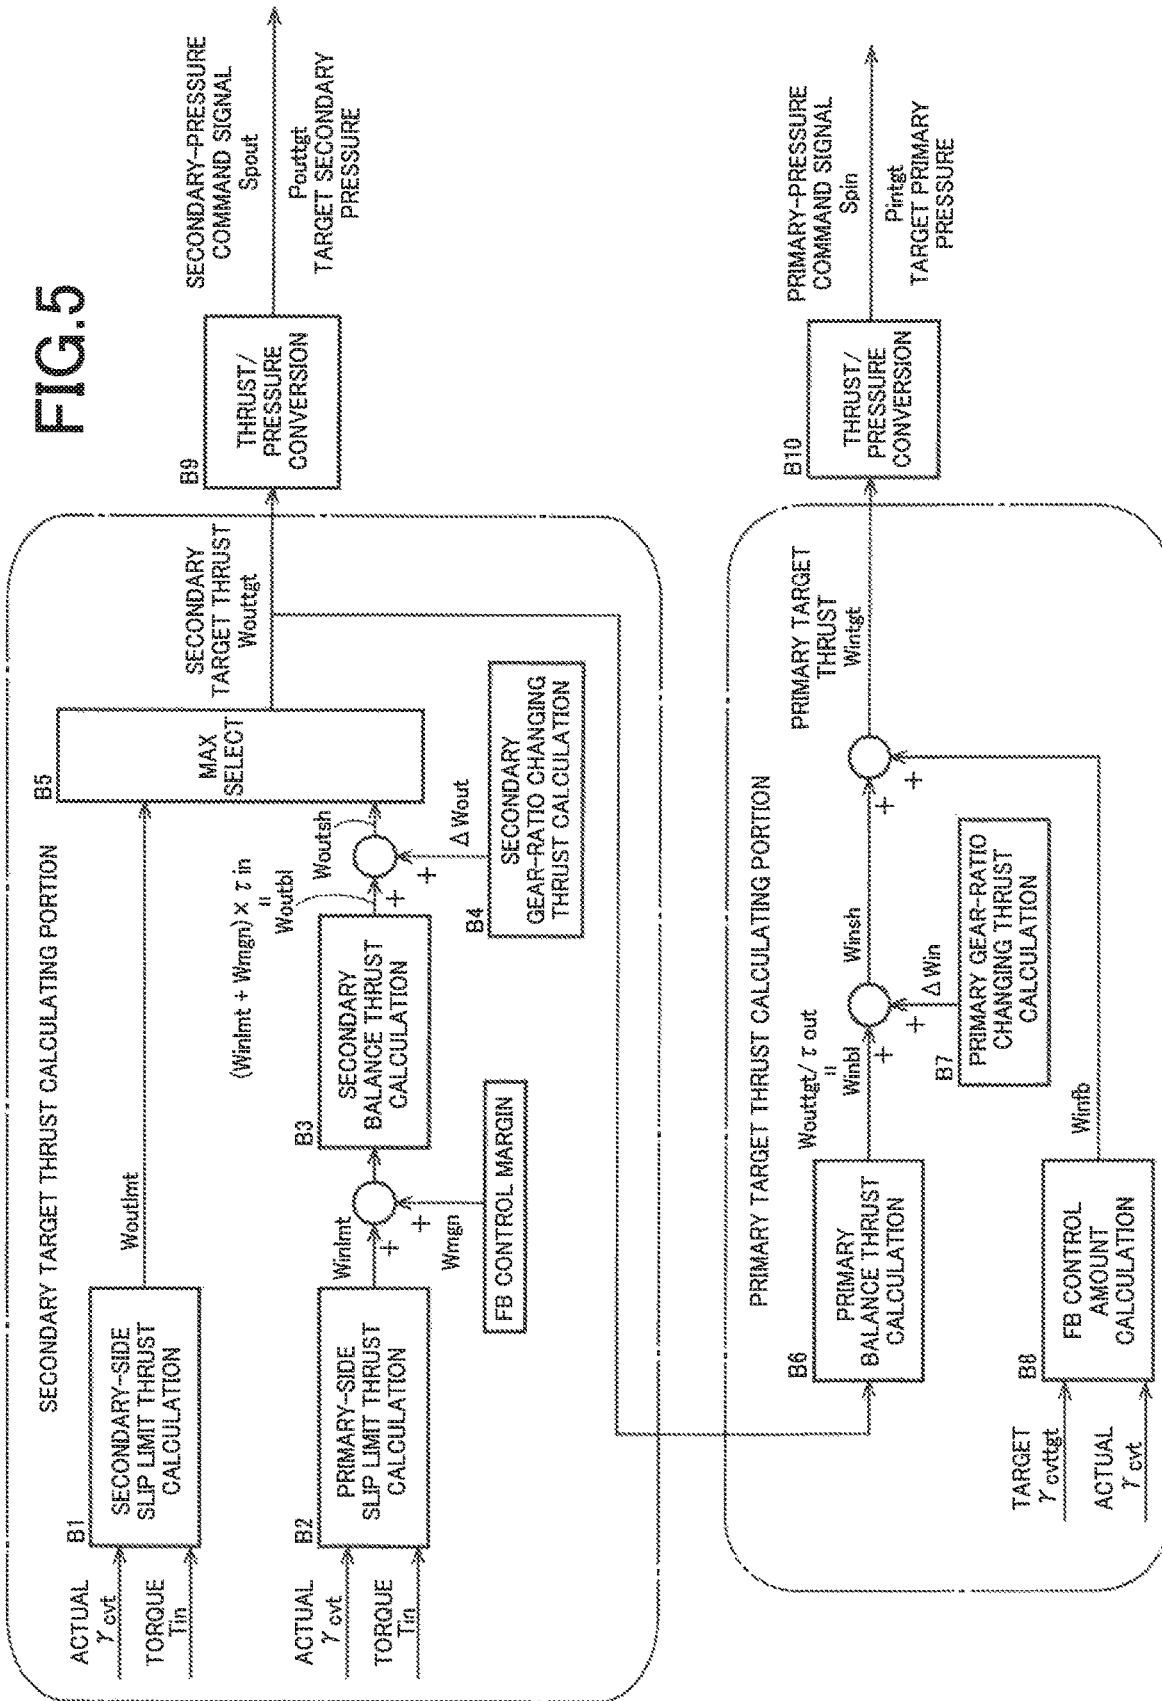 FIG.5
SECONDARY TARGET THRUST CALCULATING PORTION
ACTUAL
γcvt
TORQUE
Tin
B1
SECONDARY-SIDE
SLIP LIMIT THRUST
CALCULATION
Woutlmt
B5
MAX
SELECT
SECONDARY
TARGET THRUST
Wouttgt
B9
THRUST/
PRESSURE
CONVERSION
SECONDARY-PRESSURE
COMMAND SIGNAL
Spout
Pouttgt
TARGET SECONDARY
PRESSURE
ACTUAL
γcvt
TORQUE
Tin
B2
PRIMARY-SIDE
SLIP LIMIT THRUST
CALCULATION
Winlmt
+
+
Wmgn
FB CONTROL MARGIN
B3
SECONDARY
BALANCE THRUST
CALCULATION
(Winlmt + Wmgn) × τin
=
Woutbl
Woutsh
+
+
ΔWout
B4
SECONDARY
GEAR-RATIO CHANGING
THRUST CALCULATION
PRIMARY TARGET THRUST CALCULATING PORTION
B6
PRIMARY
BALANCE THRUST
CALCULATION
Wouttgt/τout
=
Winbl
+
+
ΔWin
B7
PRIMARY GEAR-RATIO
CHANGING THRUST
CALCULATION
Winsh
+
+
PRIMARY TARGET
THRUST
Wintgt
B10
THRUST/
PRESSURE
CONVERSION
PRIMARY-PRESSURE
COMMAND SIGNAL
Spin
Pintgt
TARGET PRIMARY
PRESSURE
TARGET
γcvttgt
ACTUAL
γcvt
B8
FB CONTROL
AMOUNT
CALCULATION
Winfb